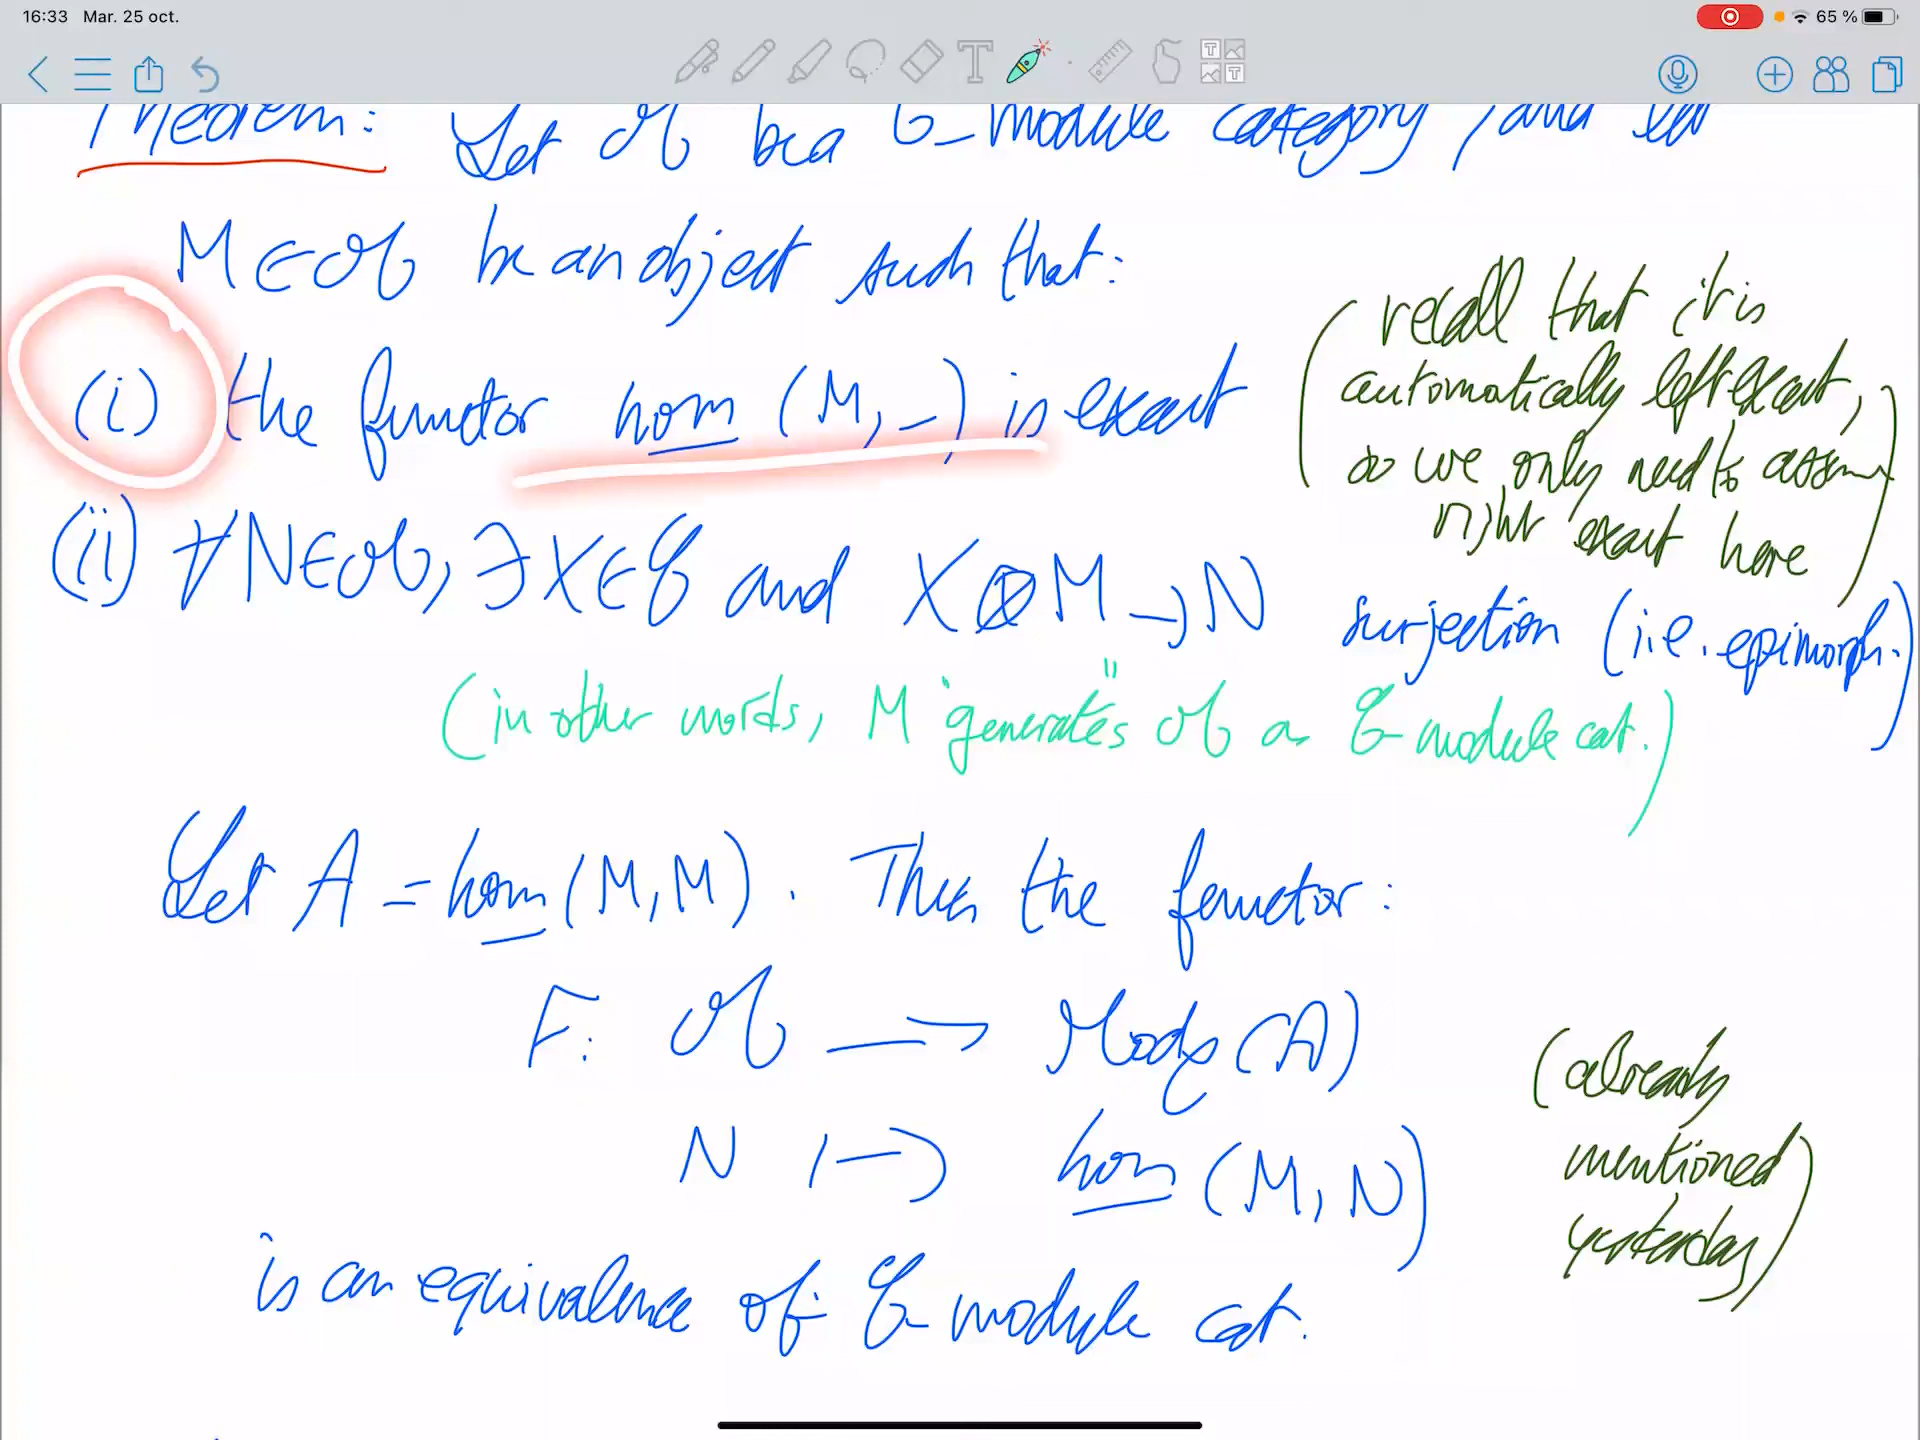 16:33 Mar. 25 oct. 65 %
Theorem: Let ℳ be a 𝒞-module category, and let
M ∈ ℳ be an object such that:
(i) the functor hom (M, -) is exact
(recall that it is
automatically left exact,
so we only need to assume
right exact here)
(ii) ∀ N ∈ ℳ, ∃ X ∈ 𝒞 and X ⊗ M → N surjection (i.e. epimorph.)
(in other words, M "generates" ℳ as 𝒞-module cat.)
Let A = hom (M, M). Then the functor:
F: ℳ → Mod𝒞 (A)
N ↦ hom (M, N)
(already
mentioned
yesterday)
is an equivalence of 𝒞-module cat.